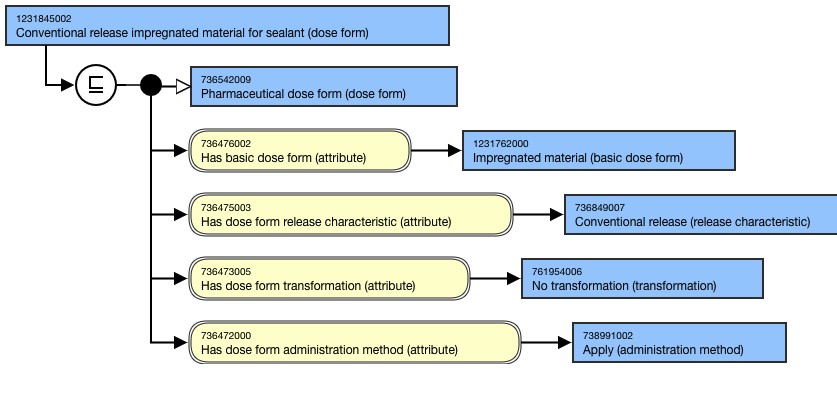 1231845002
Conventional release impregnated material for sealant (dose form)
⊑
736542009
Pharmaceutical dose form (dose form)
736476002
Has basic dose form (attribute)
1231762000
Impregnated material (basic dose form)
736475003
Has dose form release characteristic (attribute)
736849007
Conventional release (release characteristic)
736473005
Has dose form transformation (attribute)
761954006
No transformation (transformation)
736472000
Has dose form administration method (attribute)
738991002
Apply (administration method)